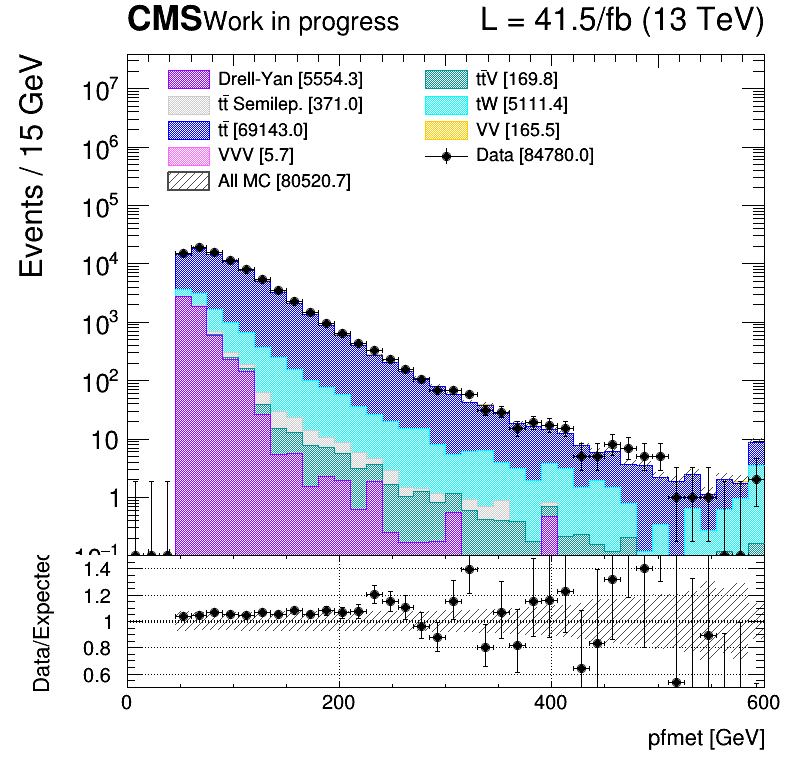 CMS Work in progress L = 41.5/fb (13 TeV)
Events / 15 GeV
Drell-Yan [5554.3]
tt̄V [169.8]
tt̄ Semilep. [371.0]
tW [5111.4]
tt̄ [69143.0]
VV [165.5]
VVV [5.7]
Data [84780.0]
All MC [80520.7]
10⁷
10⁶
10⁵
10⁴
10³
10²
10
1
10⁻¹
Data/Expected
1.4
1.2
1
0.8
0.6
0 200 400 600
pfmet [GeV]